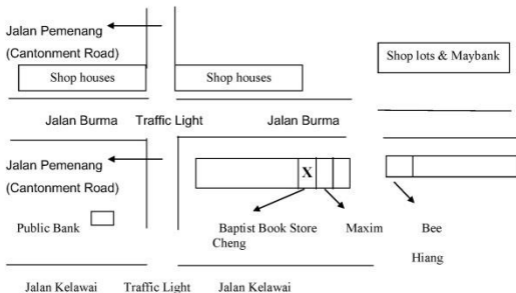 Jalan Pemenang
(Cantonment Road)
Shop houses
Shop houses
Shop lots & Maybank
Jalan Burma
Traffic Light
Jalan Burma
Jalan Pemenang
(Cantonment Road)
X
Public Bank
Baptist Book Store
Maxim
Bee
Cheng
Hiang
Jalan Kelawai
Traffic Light
Jalan Kelawai